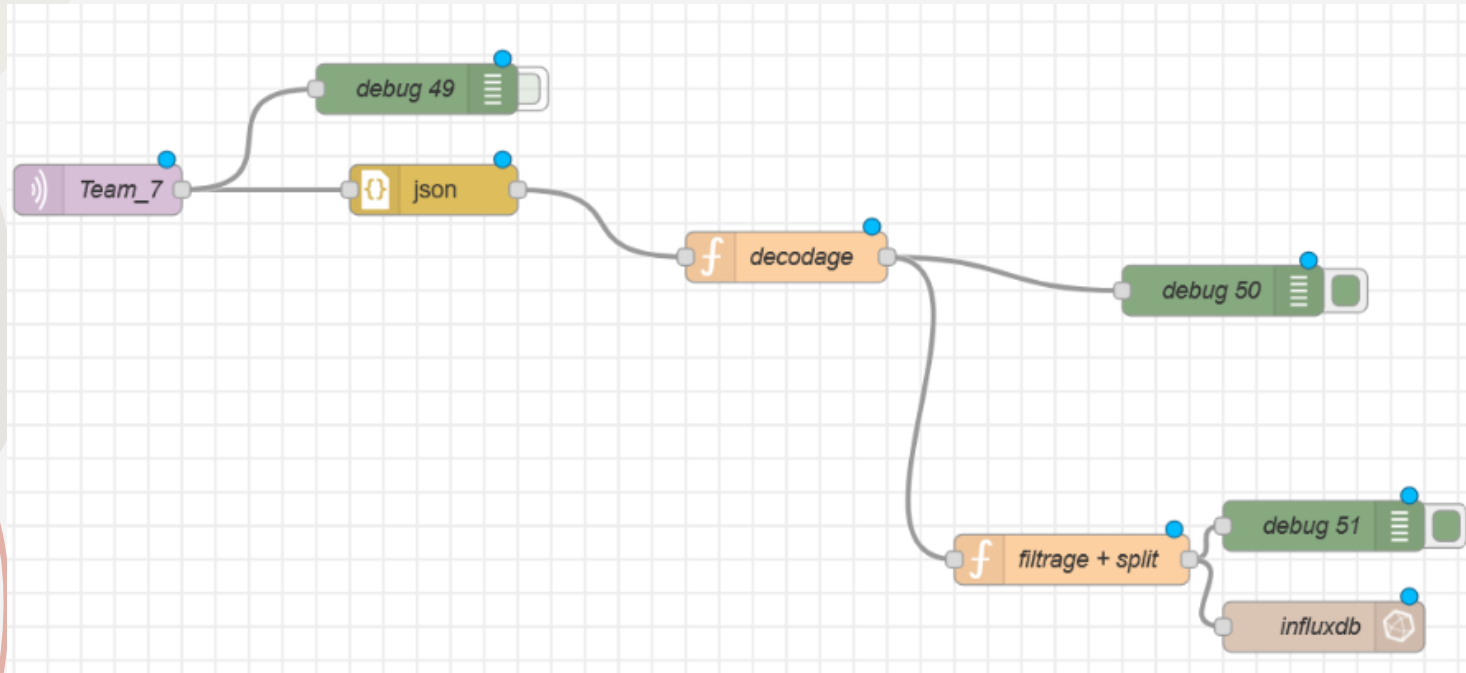 debug 49
Team_7
json
decodage
debug 50
debug 51
filtrage + split
influxdb